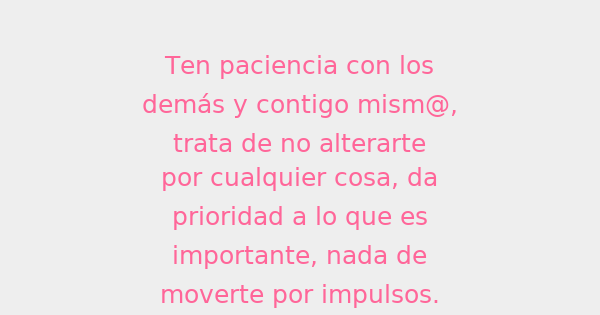 Ten paciencia con los
demás y contigo mism@,
trata de no alterarte
por cualquier cosa, da
prioridad a lo que es
importante, nada de
moverte por impulsos.